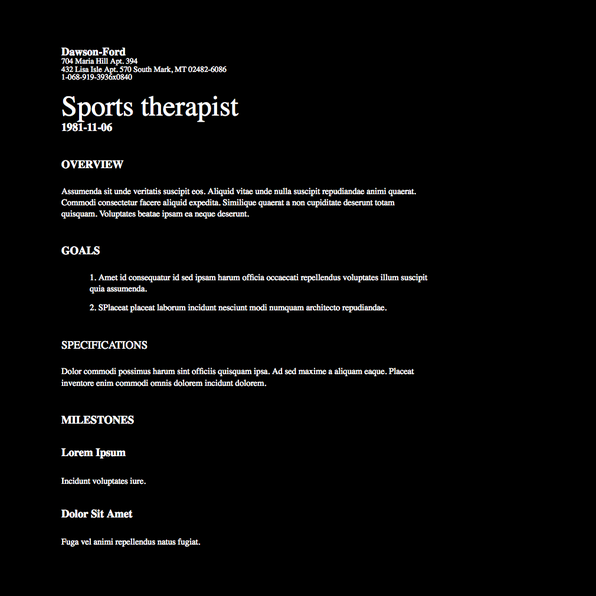 Dawson-Ford
704 Maria Hill Apt. 394
432 Lisa Isle Apt. 570 South Mark, MT 02482-6086
1-068-919-3936x0840
Sports therapist
1981-11-06
OVERVIEW
Assumenda sit unde veritatis suscipit eos. Aliquid vitae unde nulla suscipit repudiandae animi quaerat.
Commodi consectetur facere aliquid expedita. Similique quaerat a non cupiditate deserunt totam
quisquam. Voluptates beatae ipsam ea neque deserunt.
GOALS
1. Amet id consequatur id sed ipsam harum officia occaecati repellendus voluptates illum suscipit
quia assumenda.
2. SPlaceat placeat laborum incidunt nesciunt modi numquam architecto repudiandae.
SPECIFICATIONS
Dolor commodi possimus harum sint officiis quisquam ipsa. Ad sed maxime a aliquam eaque. Placeat
inventore enim commodi omnis dolorem incidunt dolorem.
MILESTONES
Lorem Ipsum
Incidunt voluptates iure.
Dolor Sit Amet
Fuga vel animi repellendus natus fugiat.